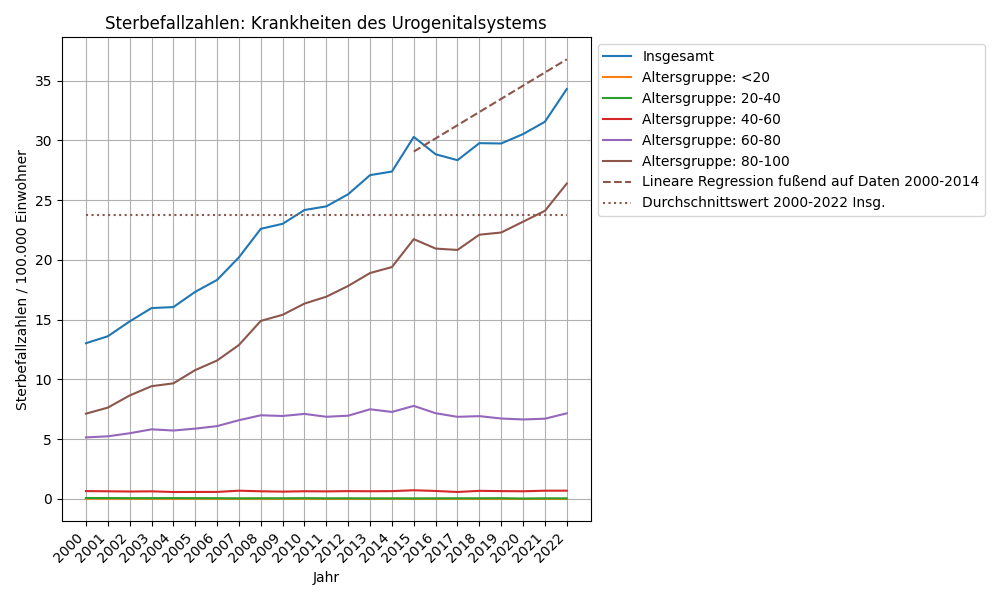 Sterbefallzahlen: Krankheiten des Urogenitalsystems
Sterbefallzahlen / 100.000 Einwohner
35
30
25
20
15
10
5
0
2000
2001
2002
2003
2004
2005
2006
2007
2008
2009
2010
2011
2012
2013
2014
2015
2016
2017
2018
2019
2020
2021
2022
Jahr
Insgesamt
Altersgruppe: <20
Altersgruppe: 20-40
Altersgruppe: 40-60
Altersgruppe: 60-80
Altersgruppe: 80-100
Lineare Regression fußend auf Daten 2000-2014
Durchschnittswert 2000-2022 Insg.